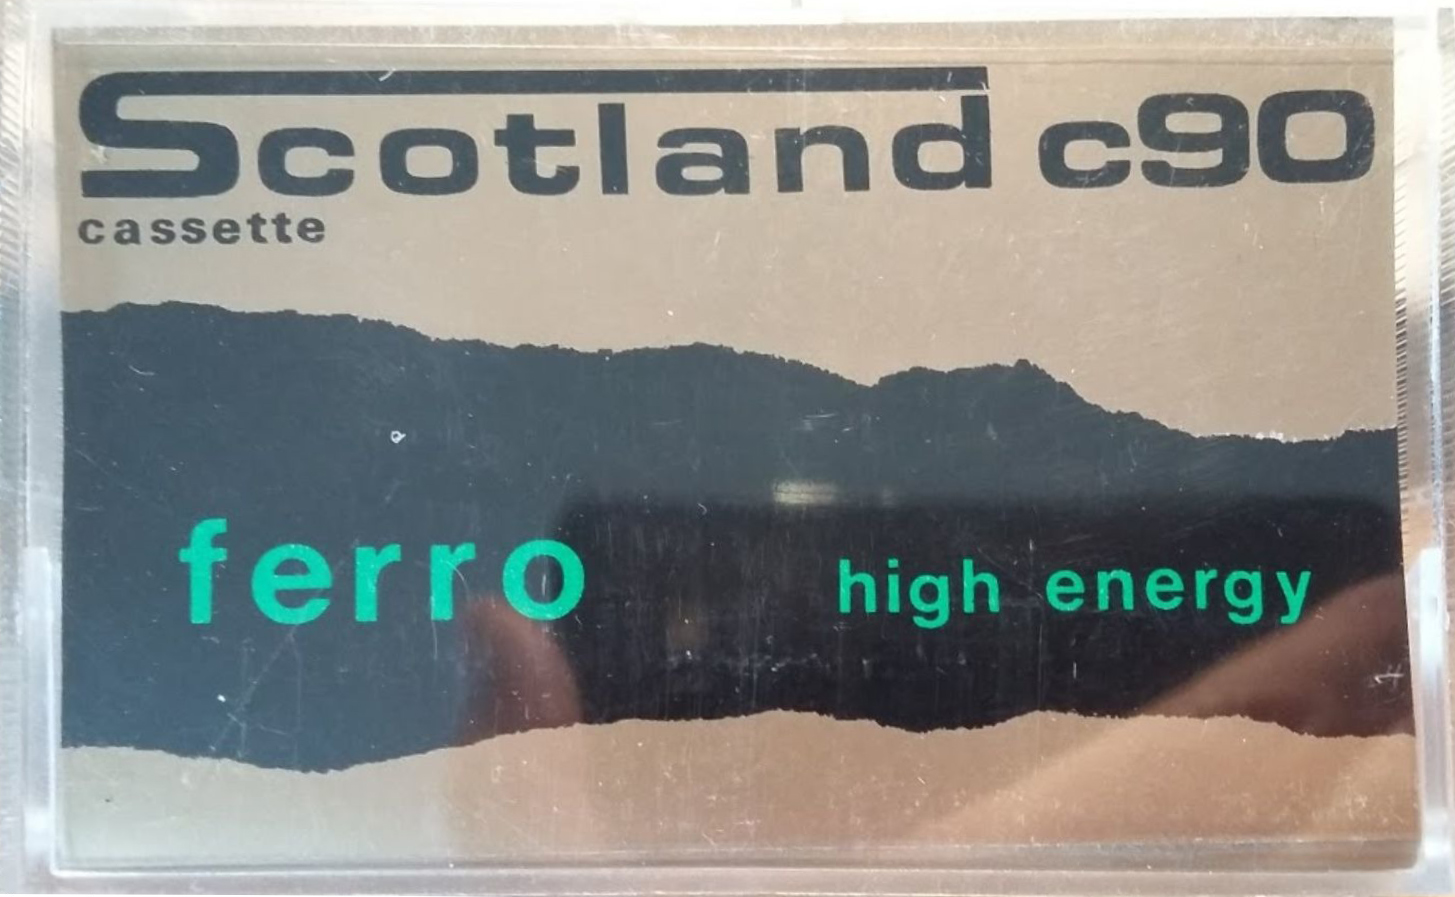 Scotland c90
cassette
ferro high energy